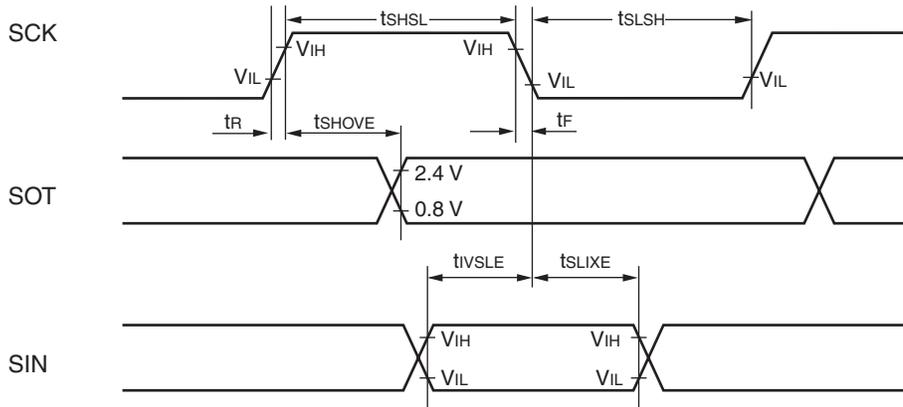 tSHSL
tSLSH
SCK
VIH
VIH
VIL
VIL
VIL
tR
tSHOVE
tF
SOT
2.4 V
0.8 V
tIVSLE
tSLIXE
SIN
VIH
VIH
VIL
VIL